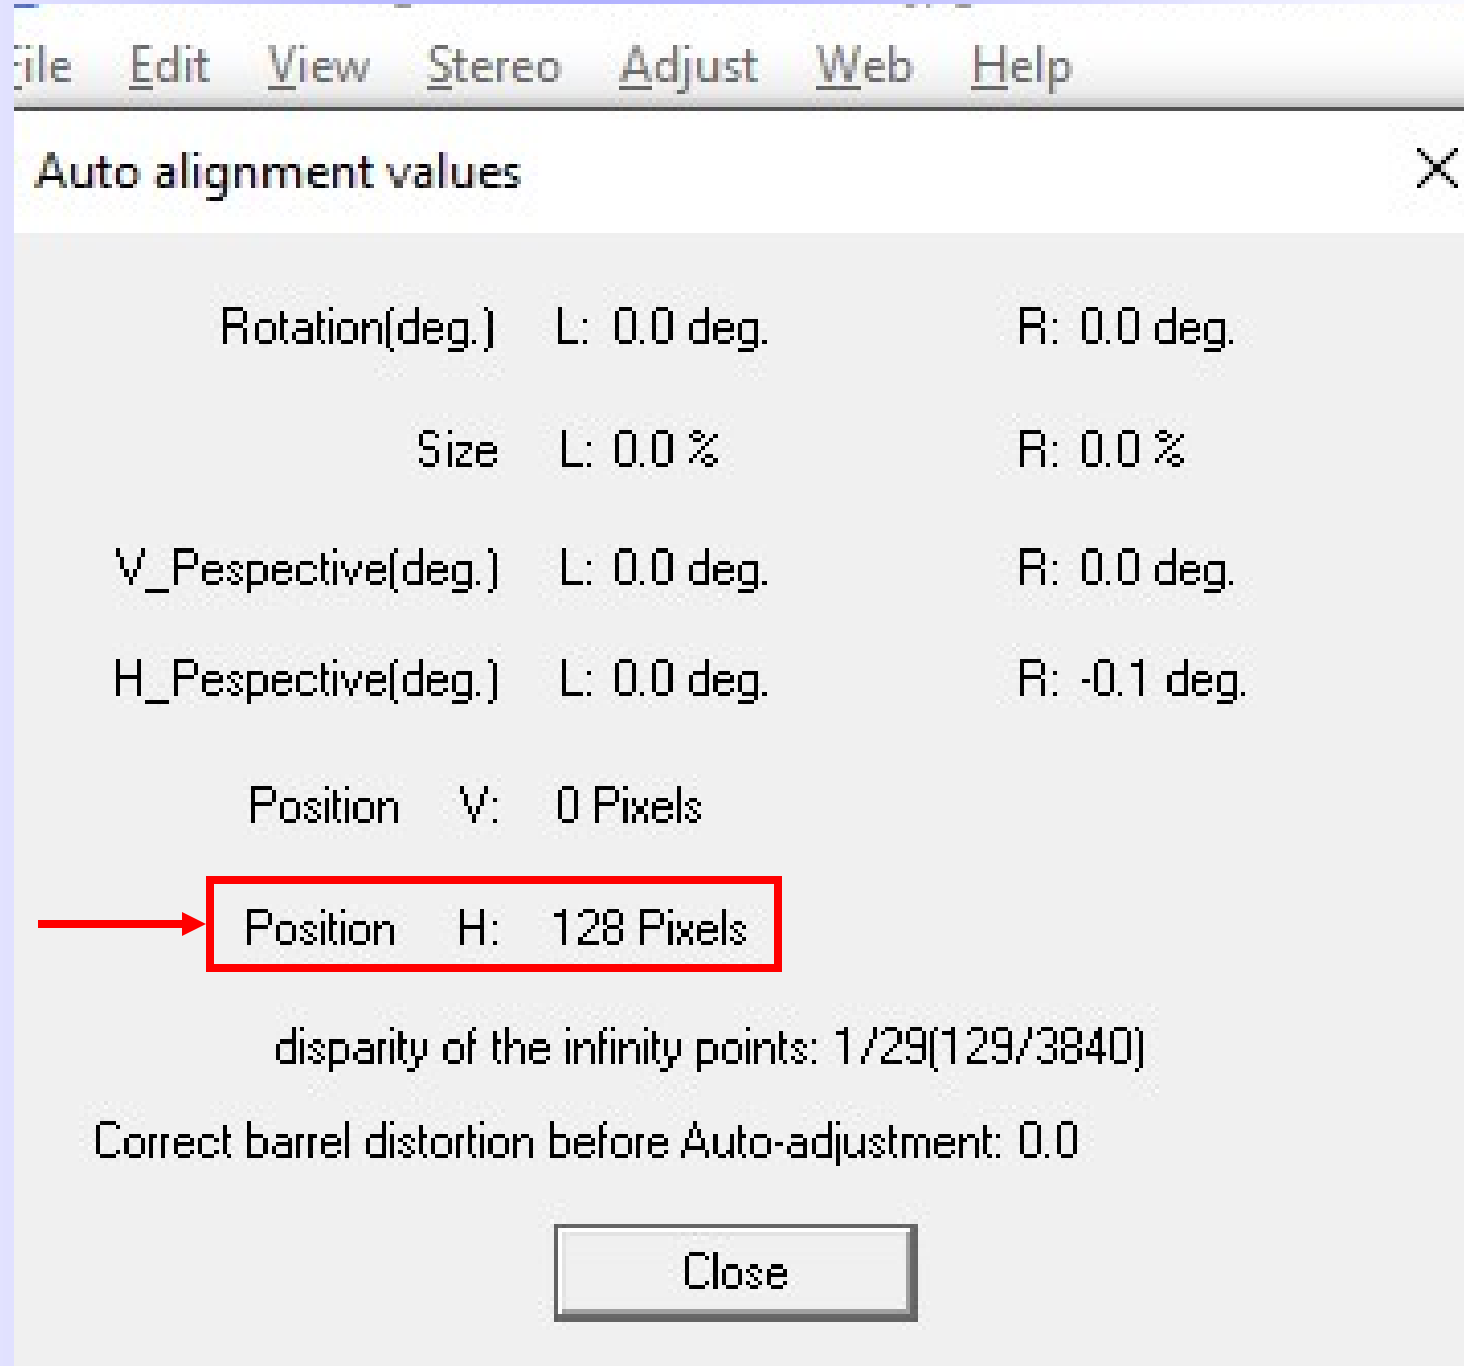 File Edit View Stereo Adjust Web Help
Auto alignment values
Rotation(deg.) L: 0.0 deg. R: 0.0 deg.
Size L: 0.0 % R: 0.0 %
V_Pespective(deg.) L: 0.0 deg. R: 0.0 deg.
H_Pespective(deg.) L: 0.0 deg. R: -0.1 deg.
Position V: 0 Pixels
Position H: 128 Pixels
disparity of the infinity points: 1/29(129/3840)
Correct barrel distortion before Auto-adjustment: 0.0
Close